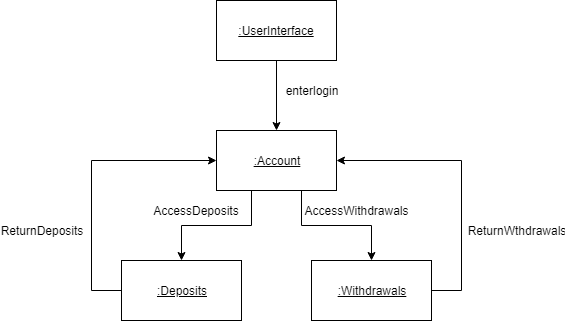 :UserInterface
enterlogin
:Account
AccessDeposits
AccessWithdrawals
ReturnDeposits
ReturnWthdrawals
:Deposits
:Withdrawals